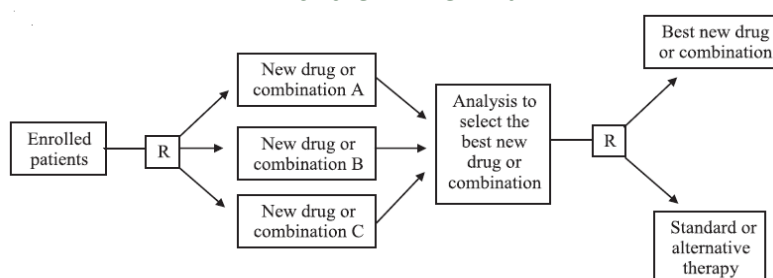 Enrolled
patients
R
New drug or
combination A
New drug or
combination B
New drug or
combination C
Analysis to
select the
best new
drug or
combination
R
Best new drug
or combination
Standard or
alternative
therapy